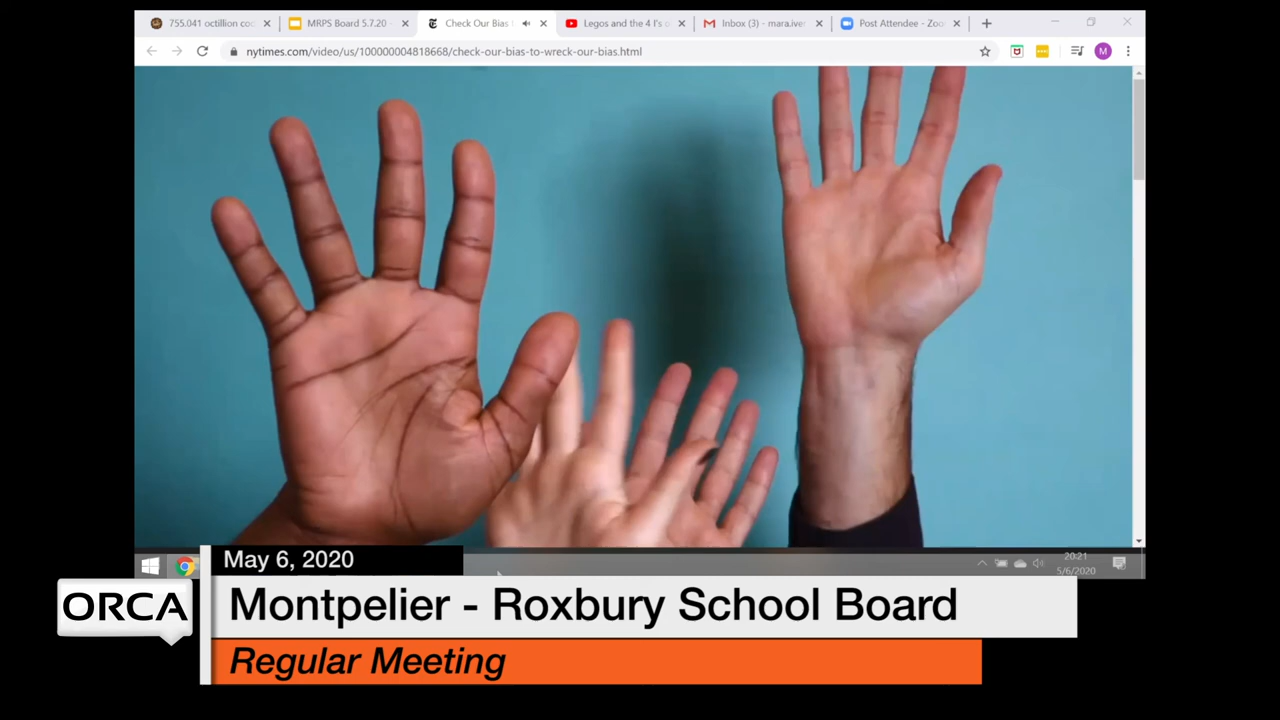 755.041 octillion cod
MRPS Board 5.7.20 -
Check Our Bias t
Legos and the 4 I's o
Inbox (3) - mara.iver
Post Attendee - Zoo
nytimes.com/video/us/100000004818668/check-our-bias-to-wreck-our-bias.html
M
20:21
5/6/2020
May 6, 2020
ORCA
Montpelier - Roxbury School Board
Regular Meeting